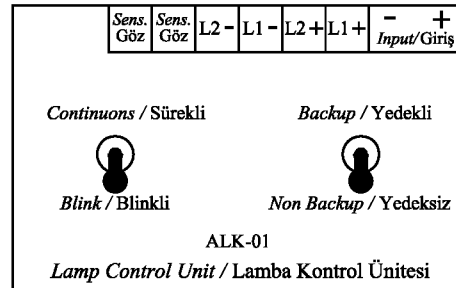 Sens. Göz Sens. Göz L2 - L1 - L2 + L1 + - + Input/Giriş
Continuons / Sürekli Backup / Yedekli
Blink / Blinkli Non Backup / Yedeksiz
ALK-01
Lamp Control Unit / Lamba Kontrol Ünitesi